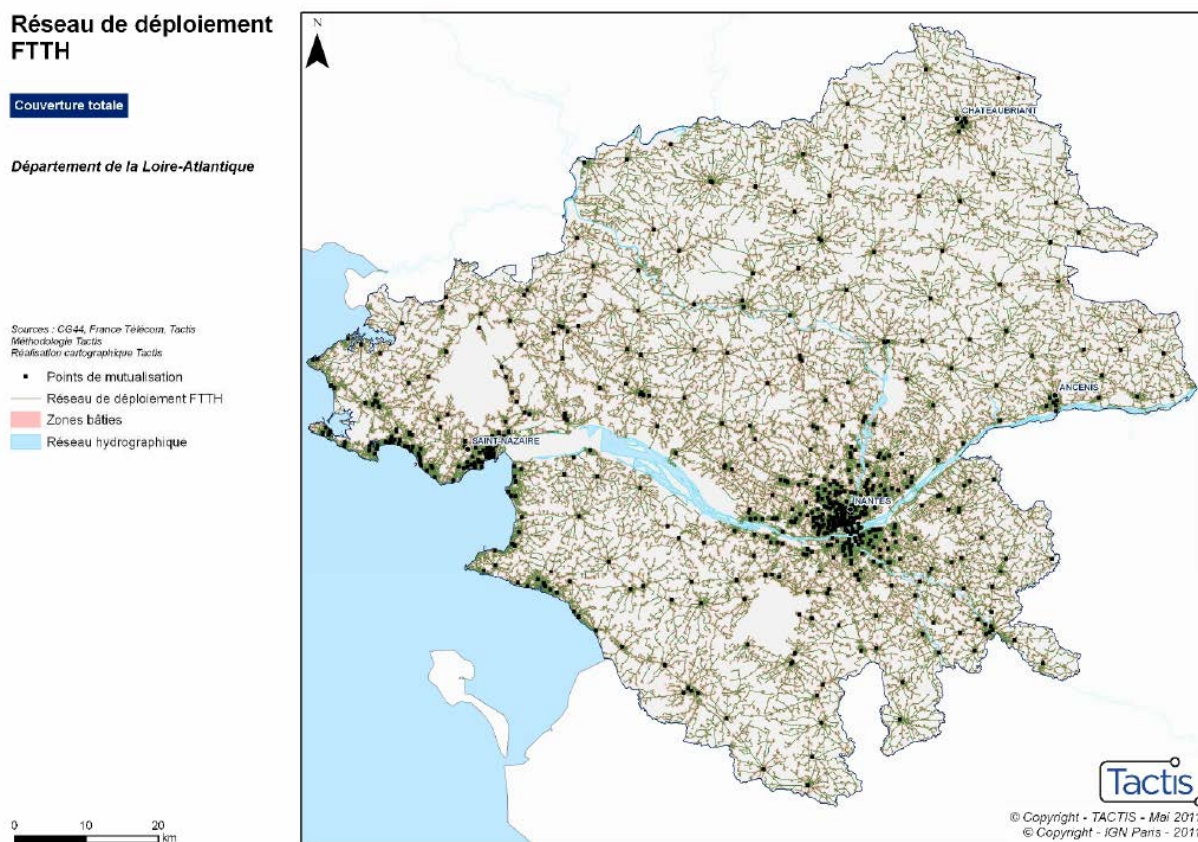 Réseau de déploiement
FTTH
Couverture totale
Département de la Loire-Atlantique
Sources : CG44, France Télécom, Tactis
Méthodologie Tactis
Réalisation cartographique Tactis
Points de mutualisation
Réseau de déploiement FTTH
Zones bâties
Réseau hydrographique
0 10 20
km
N
CHATEAUBRIANT
ANCENIS
SAINT-NAZAIRE
NANTES
Tactis
© Copyright - TACTIS - Mai 2011
© Copyright - IGN Paris - 2011